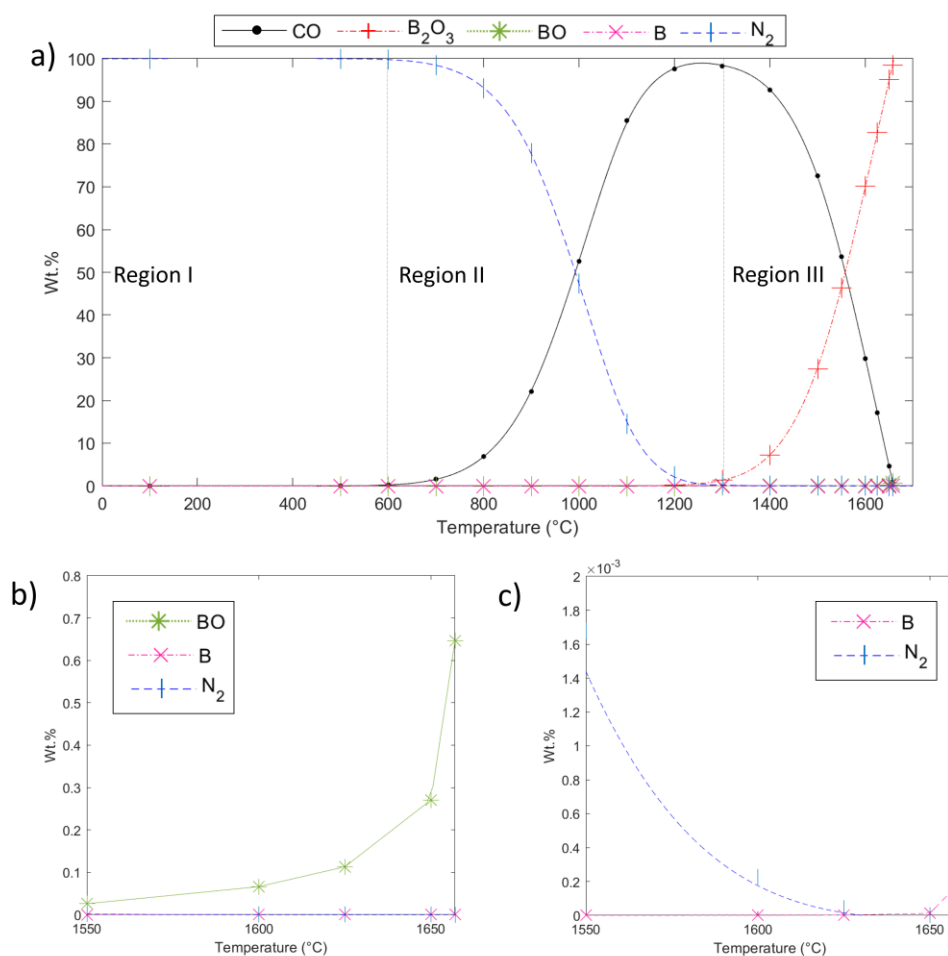 CO B₂O₃ BO B N₂
a)
100
90
80
70
60
50
40
30
20
10
0
Wt.%
Region I Region II Region III
0 200 400 600 800 1000 1200 1400 1600
Temperature (°C)
b)
0.8
0.7
0.6
0.5
0.4
0.3
0.2
0.1
0
Wt.%
BO
B
N₂
1550 1600 1650
Temperature (°C)
c)
×10⁻³
2
1.8
1.6
1.4
1.2
1
0.8
0.6
0.4
0.2
0
Wt.%
B
N₂
1550 1600 1650
Temperature (°C)